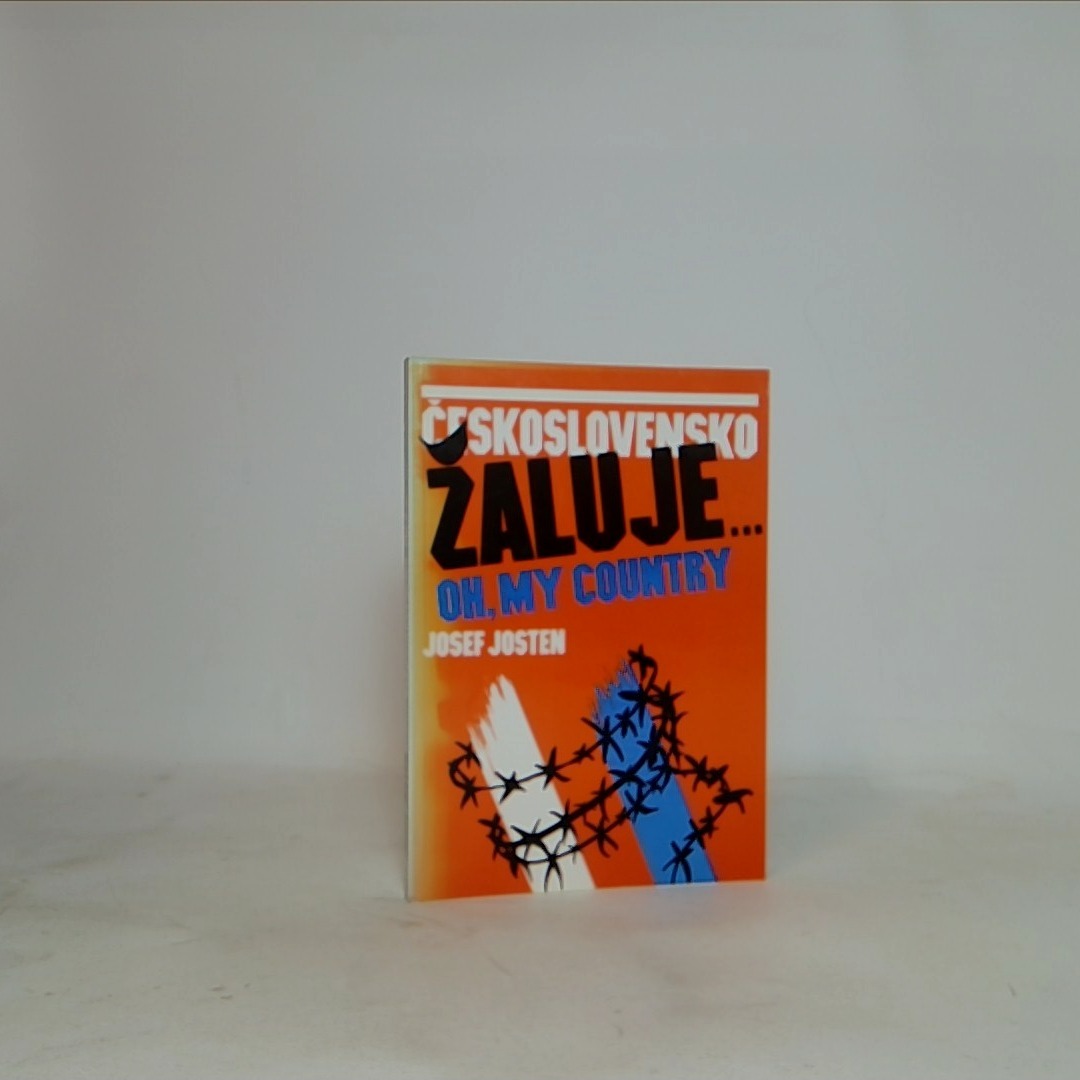 ČESKOSLOVENSKO
ŽALUJE...
OH, MY COUNTRY
JOSEF JOSTEN